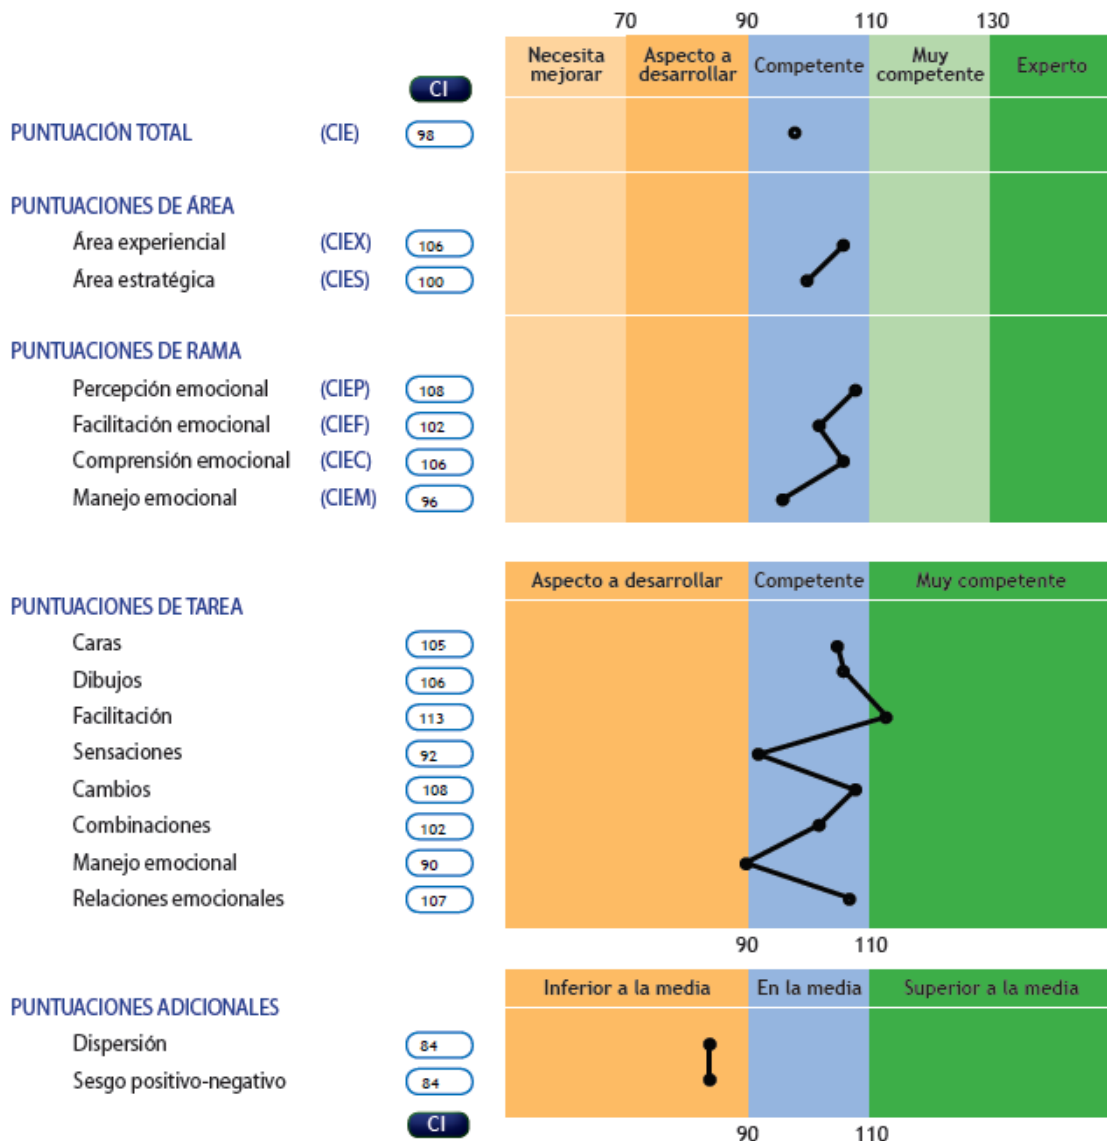 70 90 110 130
Necesita mejorar Aspecto a desarrollar Competente Muy competente Experto
CI
PUNTUACIÓN TOTAL (CIE) 98
PUNTUACIONES DE ÁREA
Área experiencial (CIEX) 106
Área estratégica (CIES) 100
PUNTUACIONES DE RAMA
Percepción emocional (CIEP) 108
Facilitación emocional (CIEF) 102
Comprensión emocional (CIEC) 106
Manejo emocional (CIEM) 96
Aspecto a desarrollar Competente Muy competente
PUNTUACIONES DE TAREA
Caras 105
Dibujos 106
Facilitación 113
Sensaciones 92
Cambios 108
Combinaciones 102
Manejo emocional 90
Relaciones emocionales 107
90 110
Inferior a la media En la media Superior a la media
PUNTUACIONES ADICIONALES
Dispersión 84
Sesgo positivo-negativo 84
CI
90 110